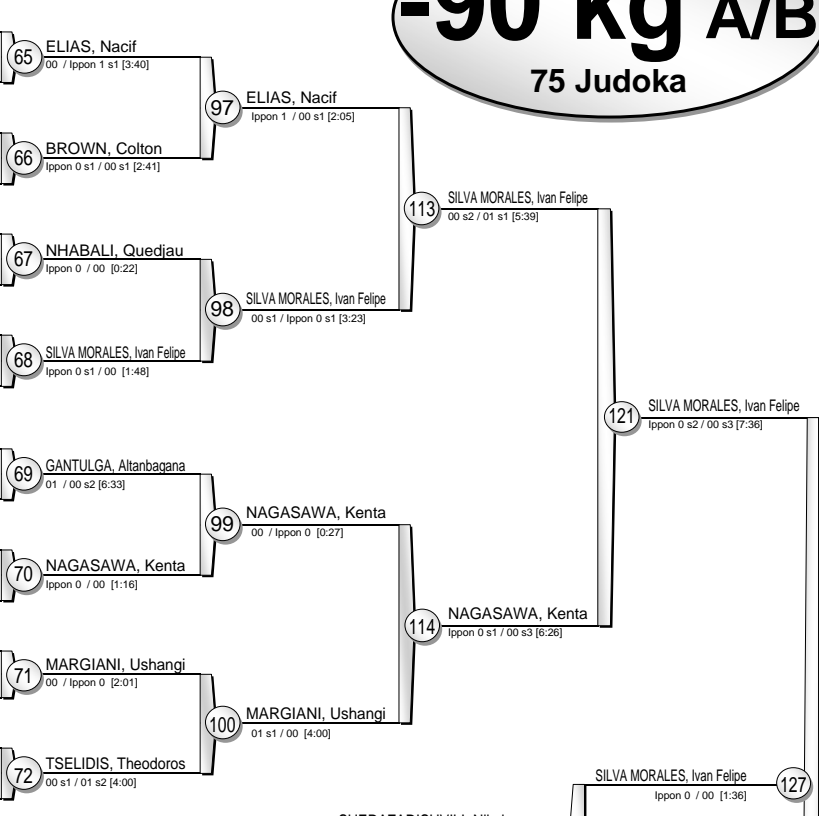 -90 kg A/B
75 Judoka
65 ELIAS, Nacif
00 / Ippon 1 s1 [3:40]
97 ELIAS, Nacif
Ippon 1 / 00 s1 [2:05]
66 BROWN, Colton
Ippon 0 s1 / 00 s1 [2:41]
113 SILVA MORALES, Ivan Felipe
00 s2 / 01 s1 [5:39]
67 NHABALI, Quedjau
Ippon 0 / 00 [0:22]
98 SILVA MORALES, Ivan Felipe
00 s1 / Ippon 0 s1 [3:23]
68 SILVA MORALES, Ivan Felipe
Ippon 0 s1 / 00 [1:48]
121 SILVA MORALES, Ivan Felipe
Ippon 0 s2 / 00 s3 [7:36]
69 GANTULGA, Altanbagana
01 / 00 s2 [6:33]
99 NAGASAWA, Kenta
00 / Ippon 0 [0:27]
70 NAGASAWA, Kenta
Ippon 0 / 00 [1:16]
114 NAGASAWA, Kenta
Ippon 0 s1 / 00 s3 [6:26]
71 MARGIANI, Ushangi
00 / Ippon 0 [2:01]
100 MARGIANI, Ushangi
01 s1 / 00 [4:00]
72 TSELIDIS, Theodoros
00 s1 / 01 s2 [4:00]
SILVA MORALES, Ivan Felipe 127
Ippon 0 / 00 [1:36]